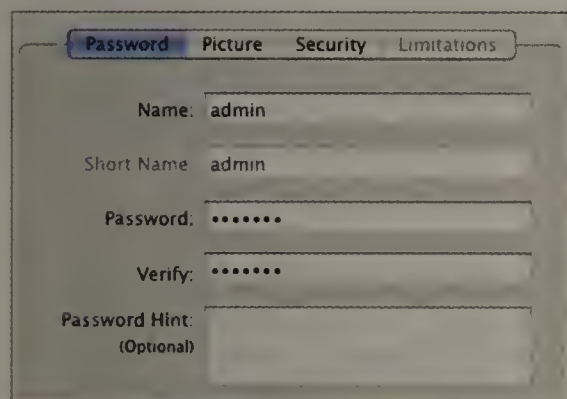 Password Picture Security Limitations
Name: admin
Short Name admin
Password: •••••••
Verify: •••••••
Password Hint:
(Optional)